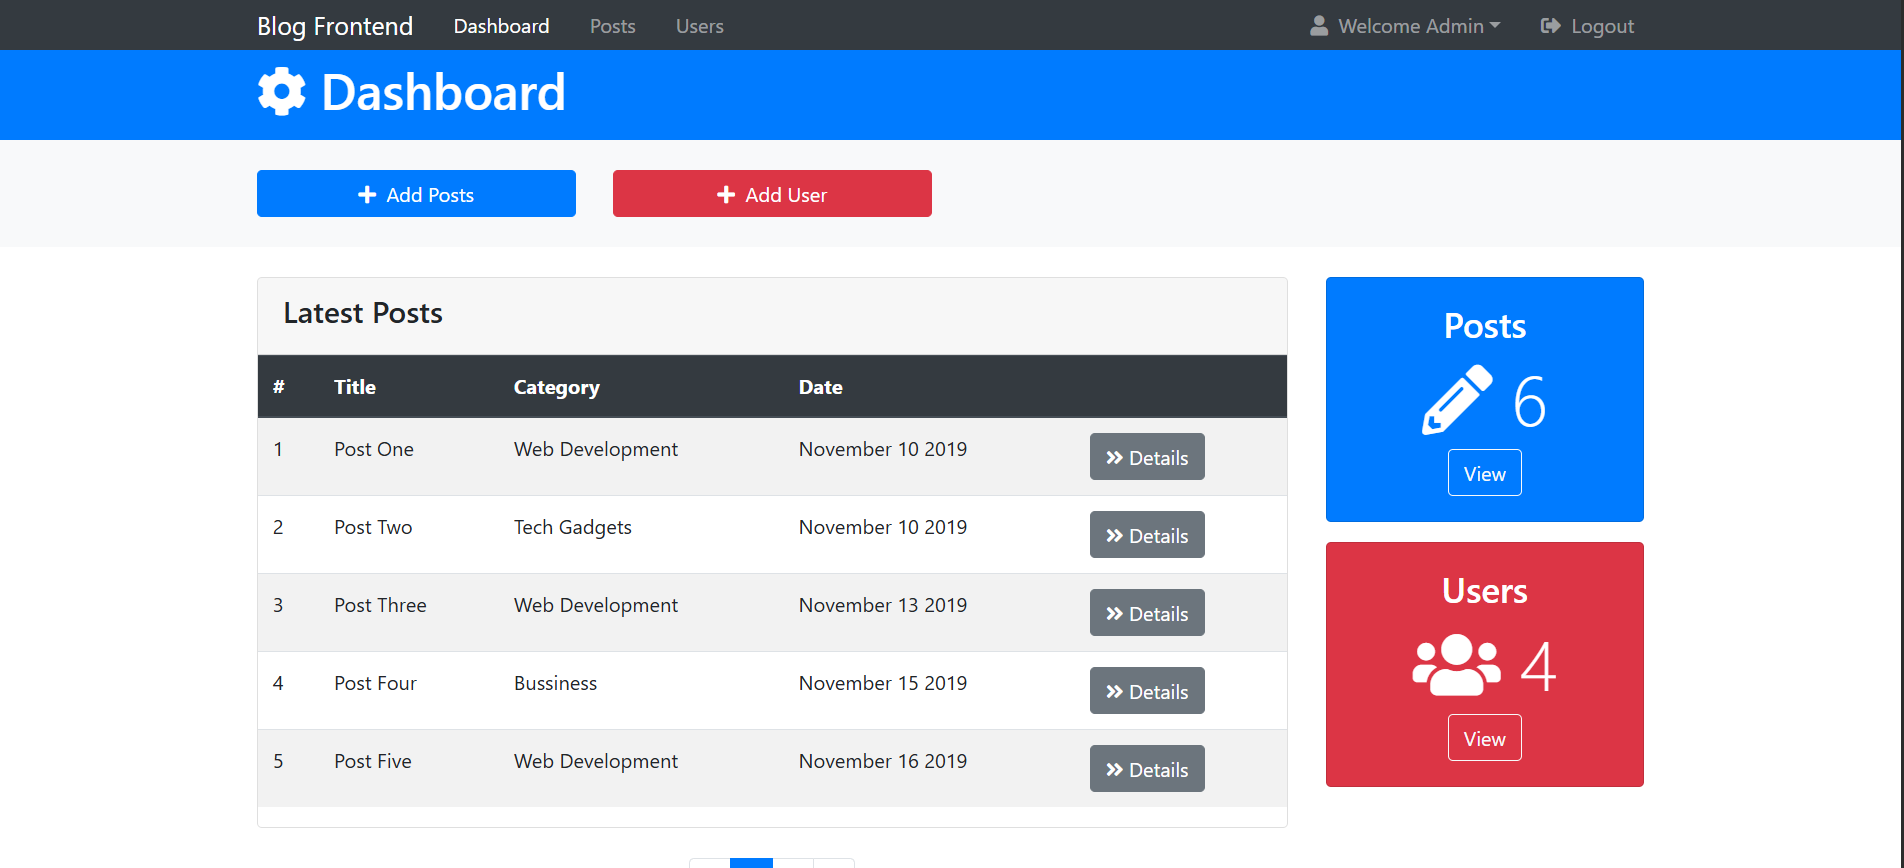 Blog Frontend Dashboard Posts Users Welcome Admin Logout
Dashboard
Add Posts Add User
Latest Posts
# Title Category Date
1 Post One Web Development November 10 2019 Details
2 Post Two Tech Gadgets November 10 2019 Details
3 Post Three Web Development November 13 2019 Details
4 Post Four Bussiness November 15 2019 Details
5 Post Five Web Development November 16 2019 Details
Posts
6
View
Users
4
View